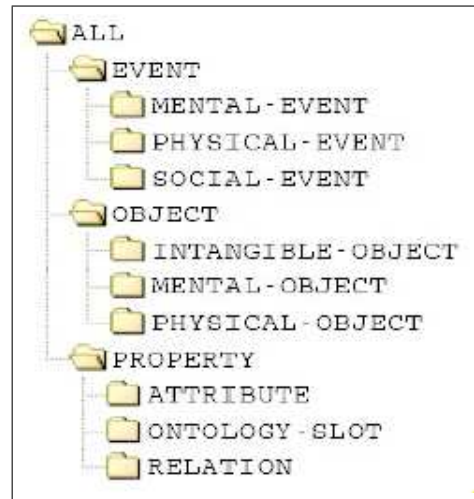 ALL
EVENT
MENTAL-EVENT
PHYSICAL-EVENT
SOCIAL-EVENT
OBJECT
INTANGIBLE-OBJECT
MENTAL-OBJECT
PHYSICAL-OBJECT
PROPERTY
ATTRIBUTE
ONTOLOGY-SLOT
RELATION